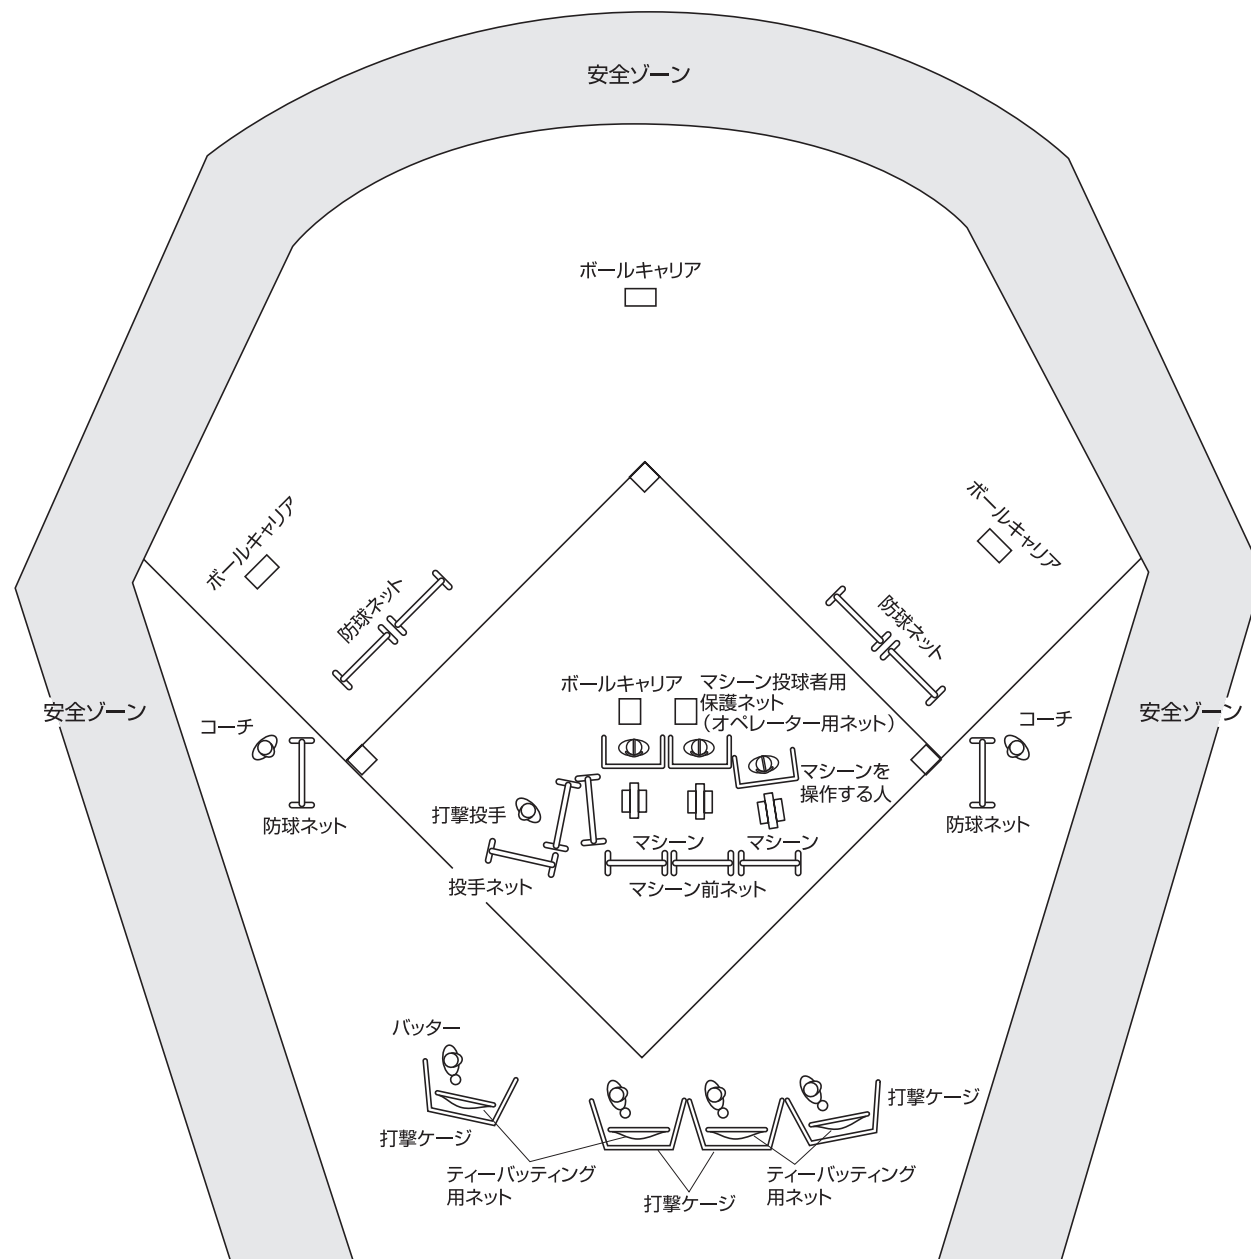 安全ゾーン
ボールキャリア
ボールキャリア
ボールキャリア
防球ネット
防球ネット
ボールキャリア
マシーン投球者用
保護ネット
（オペレーター用ネット）
安全ゾーン
安全ゾーン
コーチ
コーチ
マシーンを
操作する人
打撃投手
防球ネット
防球ネット
マシーン
マシーン
投手ネット
マシーン前ネット
バッター
打撃ケージ
打撃ケージ
ティーバッティング
用ネット
ティーバッティング
用ネット
打撃ケージ